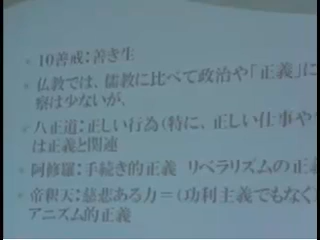 10善戒：善き生
仏教では、儒教に比べて政治や「正義」に
察は少ないが、
八正道：正しい行為（特に、正しい仕事や
は正義と関連
阿修羅：手続き的正義 リベラリズムの正義
帝釈天：慈悲ある力＝（功利主義でもなく
アニズム的正義